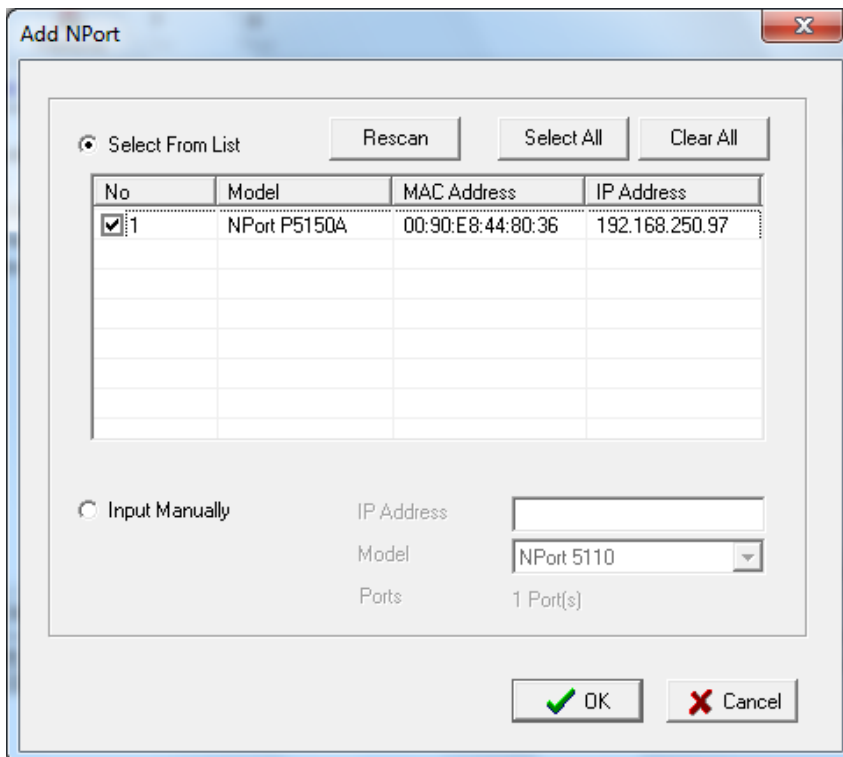 Add NPort
Select From List Rescan Select All Clear All
No Model MAC Address IP Address
1 NPort P5150A 00:90:E8:44:80:36 192.168.250.97
Input Manually IP Address
Model NPort 5110
Ports 1 Port(s)
OK Cancel